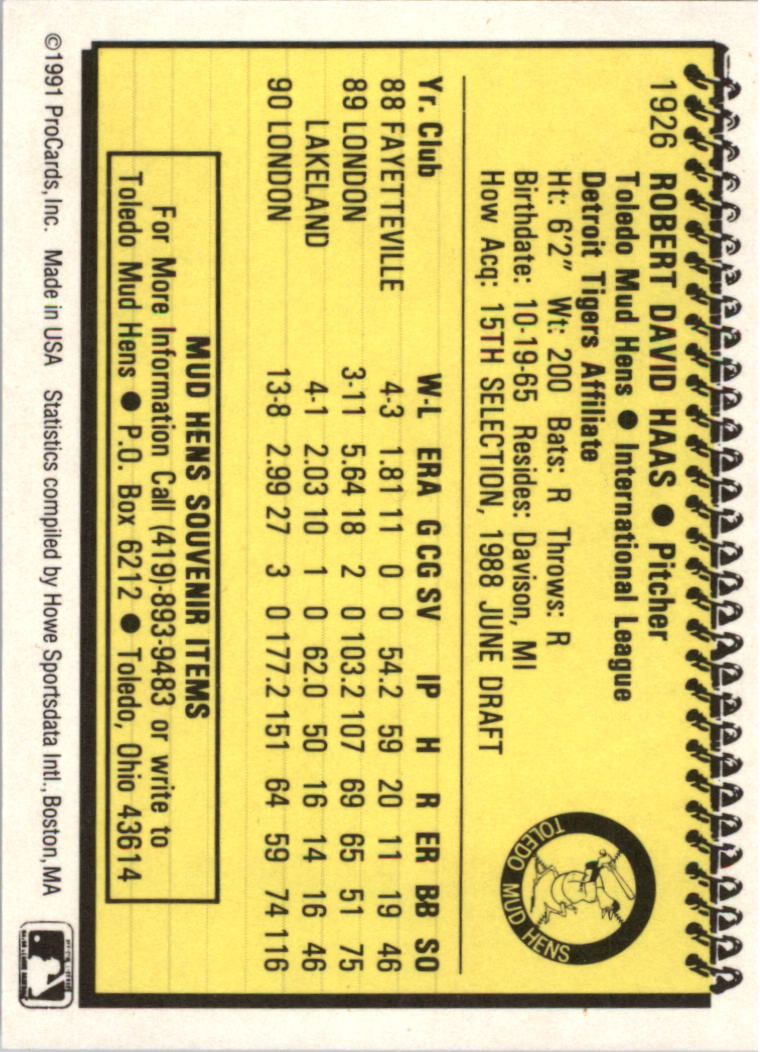 1926 ROBERT DAVID HAAS ● Pitcher
Toledo Mud Hens ● International League
Detroit Tigers Affiliate
Ht: 6'2" Wt: 200 Bats: R Throws: R
Birthdate: 10-19-65 Resides: Davison, MI
How Acq: 15TH SELECTION, 1988 JUNE DRAFT
TOLEDO MUD HENS
Yr. Club W-L ERA G CG SV IP H R ER BB SO
88 FAYETTEVILLE 4-3 1.81 11 0 0 54.2 59 20 11 19 46
89 LONDON 3-11 5.64 18 2 0 103.2 107 69 65 51 75
LAKELAND 4-1 2.03 10 1 0 62.0 50 16 14 16 46
90 LONDON 13-8 2.99 27 3 0 177.2 151 64 59 74 116
MUD HENS SOUVENIR ITEMS
For More Information Call (419)-893-9483 or write to
Toledo Mud Hens ● P.O. Box 6212 ● Toledo, Ohio 43614
©1991 ProCards, Inc. Made in USA Statistics compiled by Howe Sportsdata Intl., Boston, MA